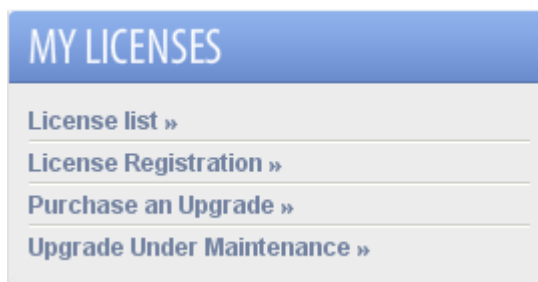 MY LICENSES
License list »
License Registration »
Purchase an Upgrade »
Upgrade Under Maintenance »